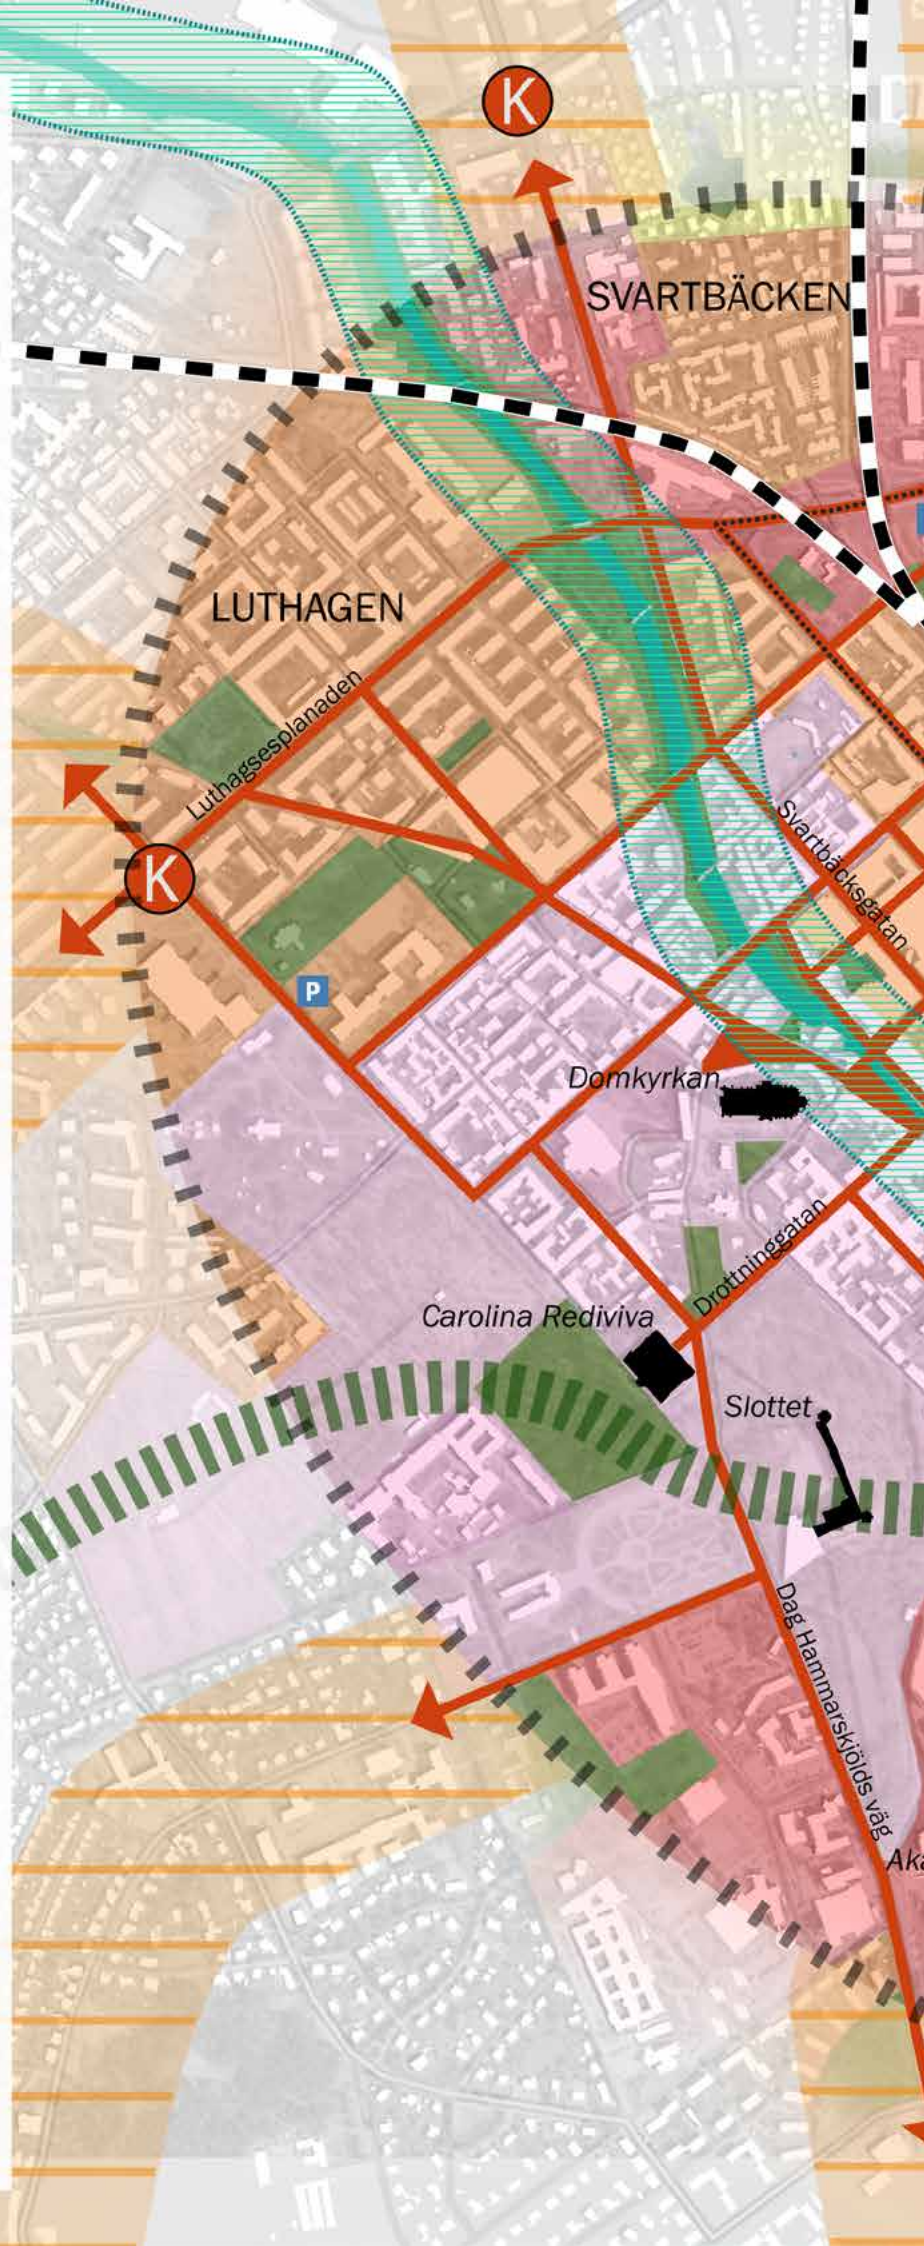 K
SVARTBÄCKEN
LUTHAGEN
Luthagsesplanaden
Svartbäcksgatan
K
P
Domkyrkan
Drottninggatan
Carolina Rediviva
Slottet
Dag Hammarskjölds väg